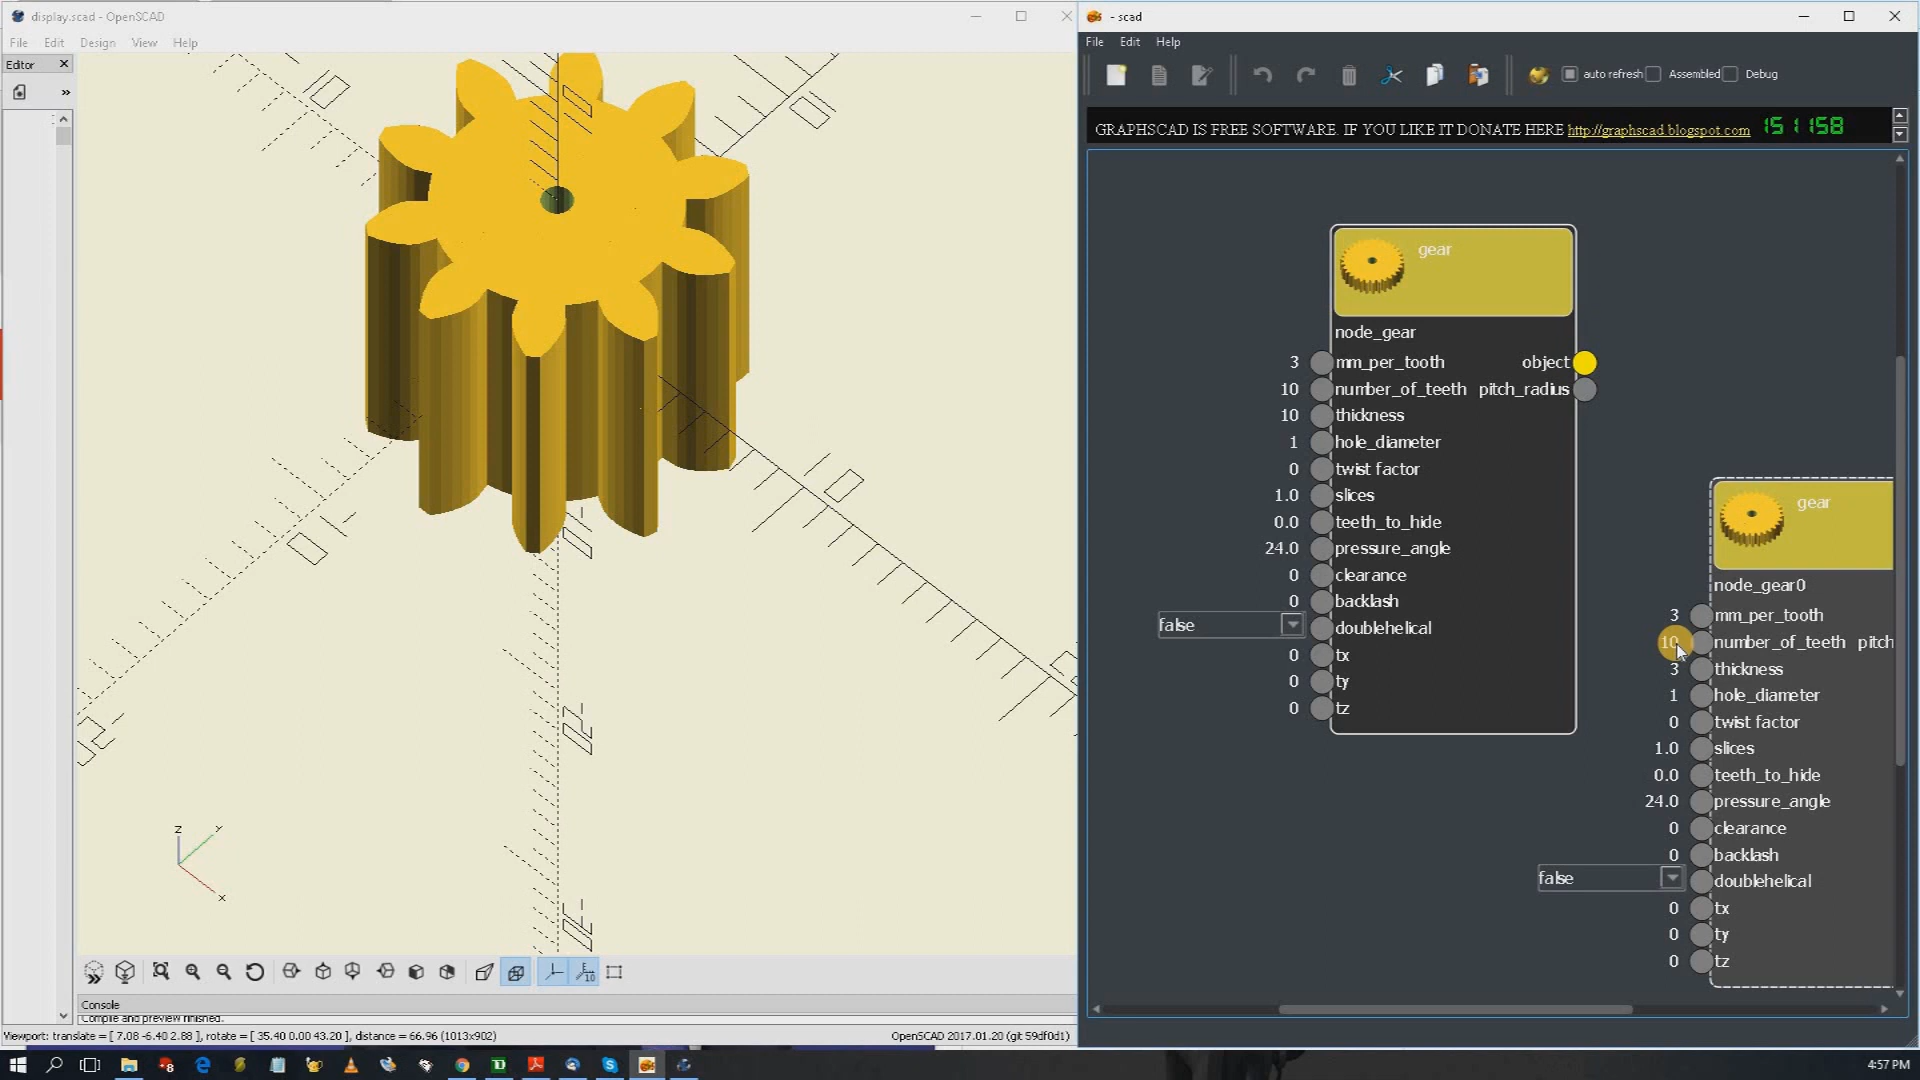 display.scad - OpenSCAD
File Edit Design View Help
Editor
10
10
10
10
10
z
y
x
Console
Compile and preview finished.
Viewport: translate = [ 7.08 -6.40 2.88 ], rotate = [ 35.40 0.00 43.20 ], distance = 66.96 (1013x902)
OpenSCAD 2017.01.20 (git 59df0d1)
- scad
File Edit Help
auto refresh Assembled Debug
GRAPHSCAD IS FREE SOFTWARE. IF YOU LIKE IT DONATE HERE http://graphscad.blogspot.com 151158
gear
node_gear
3 mm_per_tooth object
10 number_of_teeth pitch_radius
10 thickness
1 hole_diameter
0 twist factor
1.0 slices
0.0 teeth_to_hide
24.0 pressure_angle
0 clearance
0 backlash
false doublehelical
0 tx
0 ty
0 tz
gear
node_gear0
3 mm_per_tooth
10 number_of_teeth pitch
3 thickness
1 hole_diameter
0 twist factor
1.0 slices
0.0 teeth_to_hide
24.0 pressure_angle
0 clearance
0 backlash
false doublehelical
0 tx
0 ty
0 tz
4:57 PM